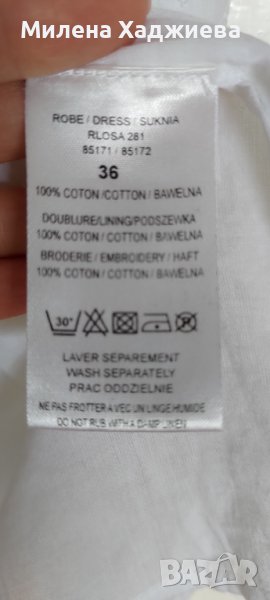 Милена Хаджиева
ROBE / DRESS / SUKNIA
RLOSA 281
85171 / 85172
36
100% COTON /COTTON / BAWELNA
DOUBLURE/LINING/PODSZEWKA
100% COTON / COTTON / BAWELNA
BRODERIE / EMBROIDERY / HAFT
100% COTON / COTTON / BAWELNA
30°
LAVER SEPAREMENT
WASH SEPARATELY
PRAC ODDZIELNIE
NE PAS FROTTER AVEC UN LINGE HUMIDE
DO NOT RUB WITH A DAMP LINEN
BAZAR